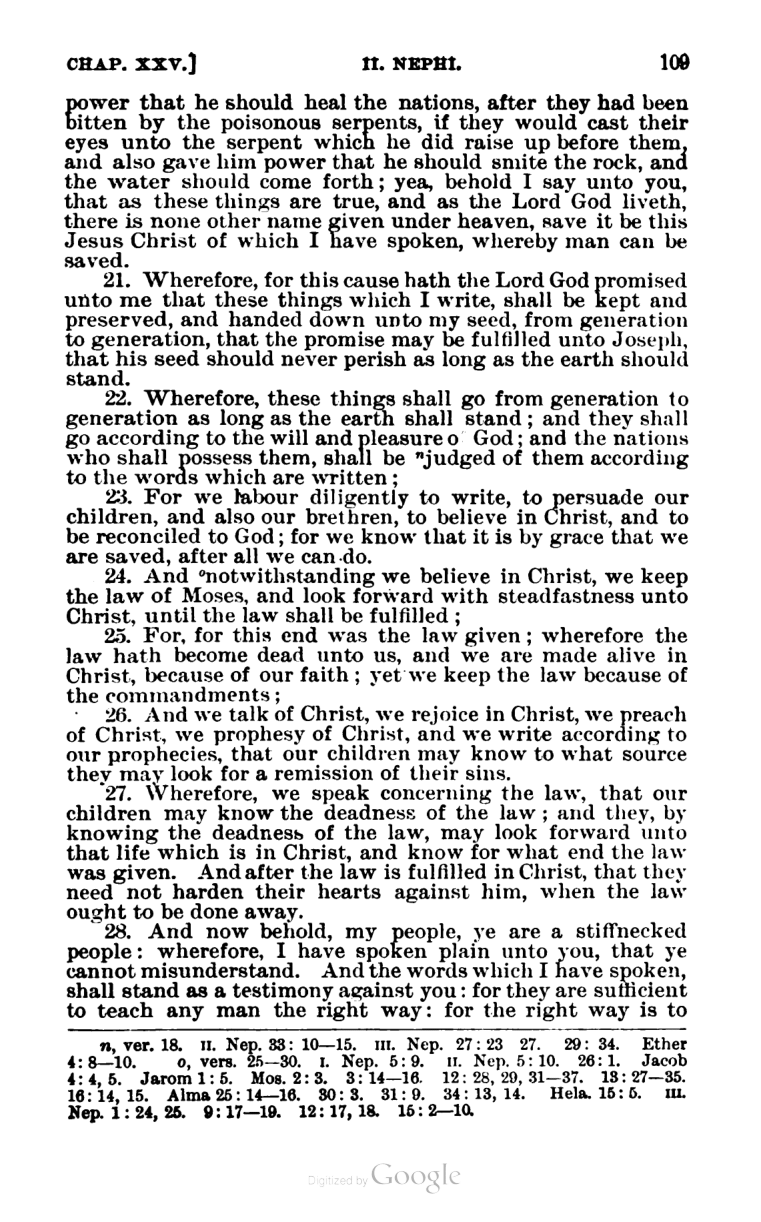 CHAP. XXV.] II. NEPHI. 109
power that he should heal the nations, after they had been
bitten by the poisonous serpents, if they would cast their
eyes unto the serpent which he did raise up before them,
and also gave him power that he should smite the rock, and
the water should come forth; yea, behold I say unto you,
that as these things are true, and as the Lord God liveth,
there is none other name given under heaven, save it be this
Jesus Christ of which I have spoken, whereby man can be
saved.
21. Wherefore, for this cause hath the Lord God promised
unto me that these things which I write, shall be kept and
preserved, and handed down unto my seed, from generation
to generation, that the promise may be fulfilled unto Joseph,
that his seed should never perish as long as the earth should
stand.
22. Wherefore, these things shall go from generation to
generation as long as the earth shall stand; and they shall
go according to the will and pleasure o God; and the nations
who shall possess them, shall be ⁿjudged of them according
to the words which are written;
23. For we labour diligently to write, to persuade our
children, and also our brethren, to believe in Christ, and to
be reconciled to God; for we know that it is by grace that we
are saved, after all we can do.
24. And ᵒnotwithstanding we believe in Christ, we keep
the law of Moses, and look forward with steadfastness unto
Christ, until the law shall be fulfilled;
25. For, for this end was the law given; wherefore the
law hath become dead unto us, and we are made alive in
Christ, because of our faith; yet we keep the law because of
the commandments;
26. And we talk of Christ, we rejoice in Christ, we preach
of Christ, we prophesy of Christ, and we write according to
our prophecies, that our children may know to what source
they may look for a remission of their sins.
27. Wherefore, we speak concerning the law, that our
children may know the deadness of the law; and they, by
knowing the deadness of the law, may look forward unto
that life which is in Christ, and know for what end the law
was given. And after the law is fulfilled in Christ, that they
need not harden their hearts against him, when the law
ought to be done away.
28. And now behold, my people, ye are a stiffnecked
people: wherefore, I have spoken plain unto you, that ye
cannot misunderstand. And the words which I have spoken,
shall stand as a testimony against you: for they are sufficient
to teach any man the right way: for the right way is to
n, ver. 18. II. Nep. 33: 10—15. III. Nep. 27: 23 27. 29: 34. Ether
4: 8—10. o, vers. 25—30. I. Nep. 5: 9. II. Nep. 5: 10. 26: 1. Jacob
4: 4, 5. Jarom 1: 5. Mos. 2: 3. 3: 14—16. 12: 28, 29, 31—37. 13: 27—35.
16: 14, 15. Alma 25: 14—16. 30: 3. 31: 9. 34: 13, 14. Hela. 15: 5. III.
Nep. 1: 24, 25. 9: 17—19. 12: 17, 18. 15: 2—10.
Digitized by Google